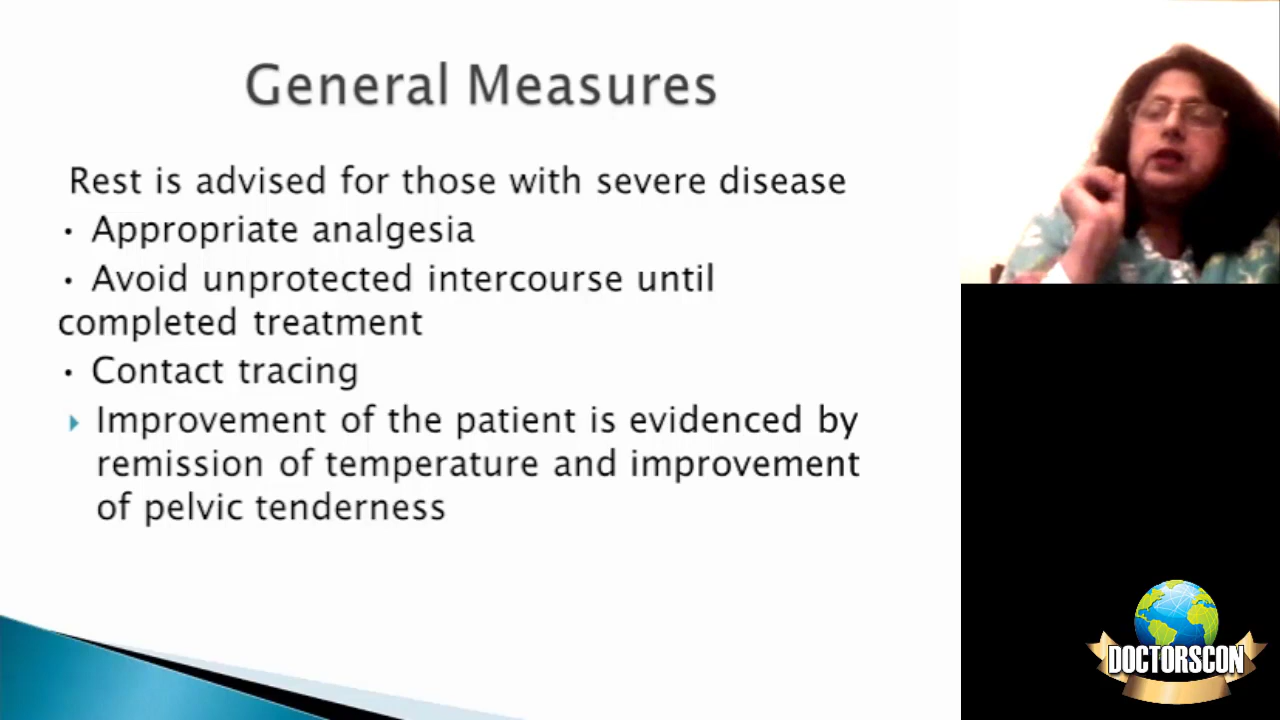 General Measures
Rest is advised for those with severe disease
• Appropriate analgesia
• Avoid unprotected intercourse until
completed treatment
• Contact tracing
Improvement of the patient is evidenced by
remission of temperature and improvement
of pelvic tenderness
DOCTORSCON